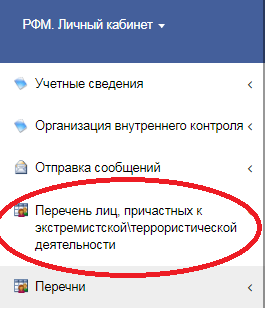 РФМ. Личный кабинет
Учетные сведения
Организация внутреннего контроля
Отправка сообщений
Перечень лиц, причастных к
экстремистской\террористической
деятельности
Перечни